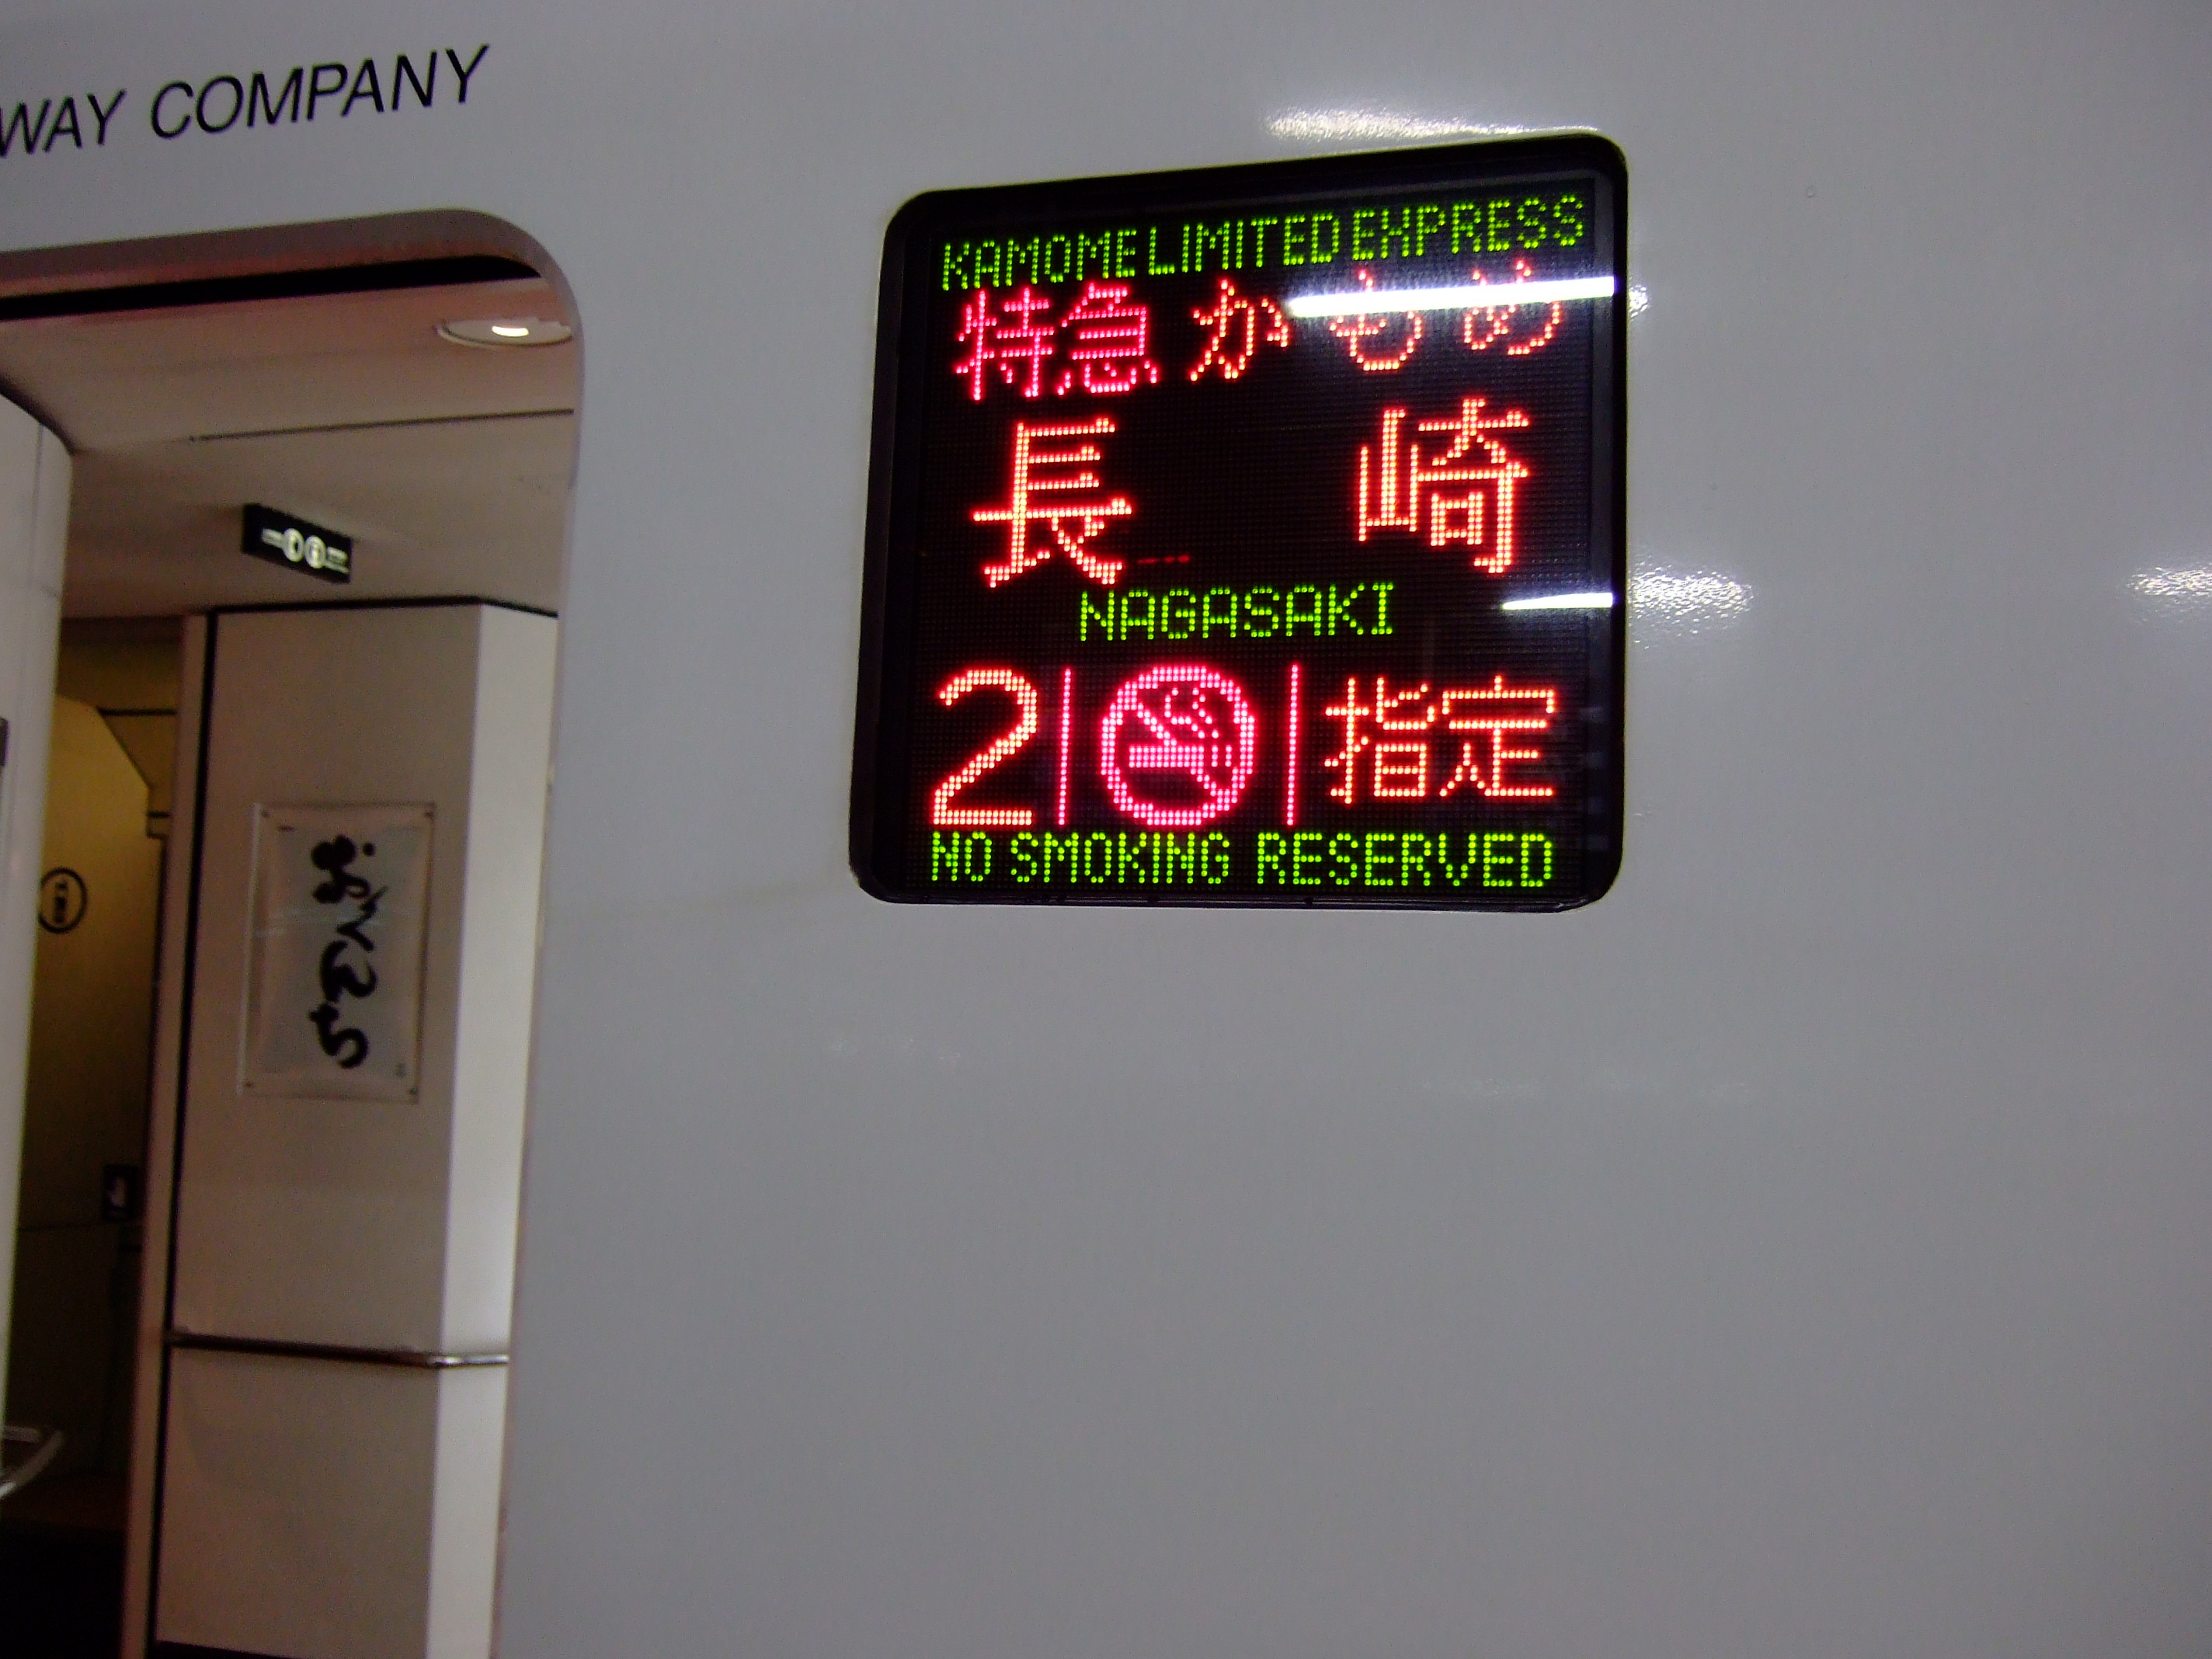 WAY COMPANY
KAMOME LIMITED EXPRESS
特急 かもめ
長崎
NAGASAKI
2 指定
NO SMOKING RESERVED